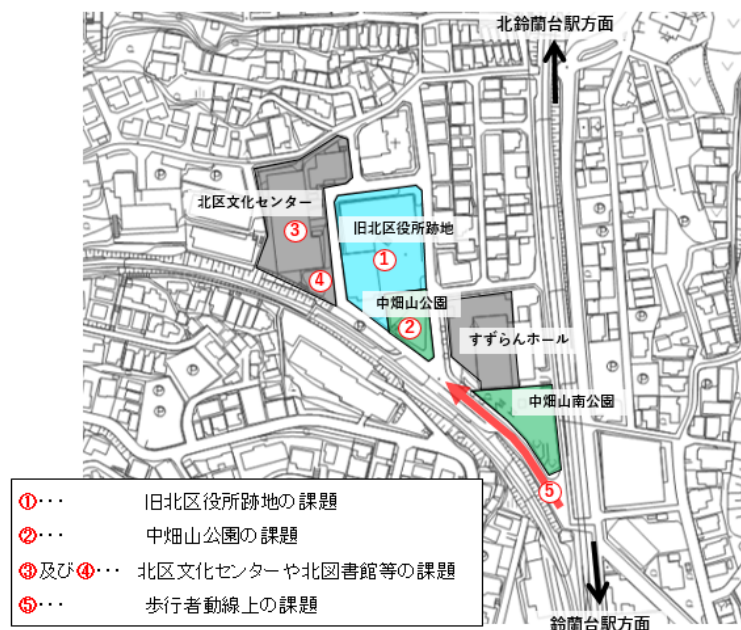 北鈴蘭台駅方面
北区文化センター
③
④
旧北区役所跡地
①
中畑山公園
②
すずらんホール
中畑山南公園
⑤
①･･･ 旧北区役所跡地の課題
②･･･ 中畑山公園の課題
③及び④･･･ 北区文化センターや北図書館等の課題
⑤･･･ 歩行者動線上の課題
鈴蘭台駅方面